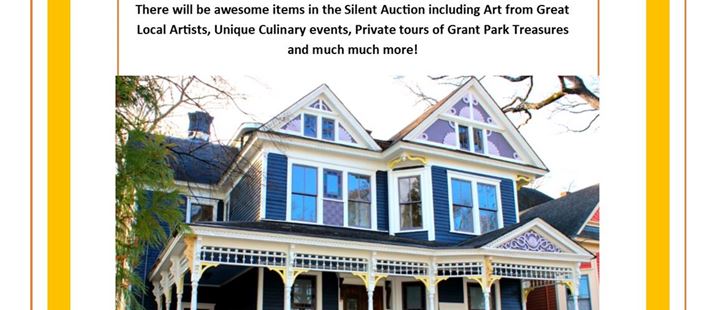 There will be awesome items in the Silent Auction including Art from Great
Local Artists, Unique Culinary events, Private tours of Grant Park Treasures
and much much more!